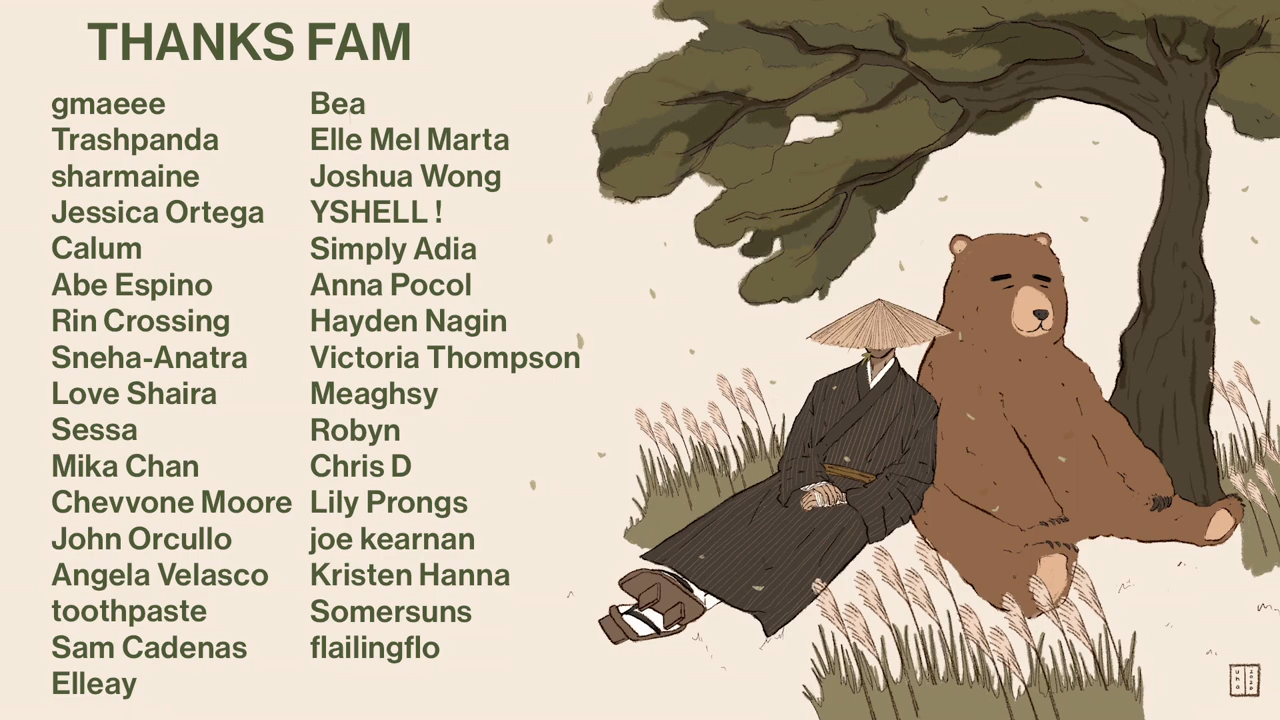 THANKS FAM
gmaeee
Trashpanda
sharmaine
Jessica Ortega
Calum
Abe Espino
Rin Crossing
Sneha-Anatra
Love Shaira
Sessa
Mika Chan
Chevvone Moore
John Orcullo
Angela Velasco
toothpaste
Sam Cadenas
Elleay
Bea
Elle Mel Marta
Joshua Wong
YSHELL !
Simply Adia
Anna Pocol
Hayden Nagin
Victoria Thompson
Meaghsy
Robyn
Chris D
Lily Prongs
joe kearnan
Kristen Hanna
Somersuns
flailingflo
una
2020